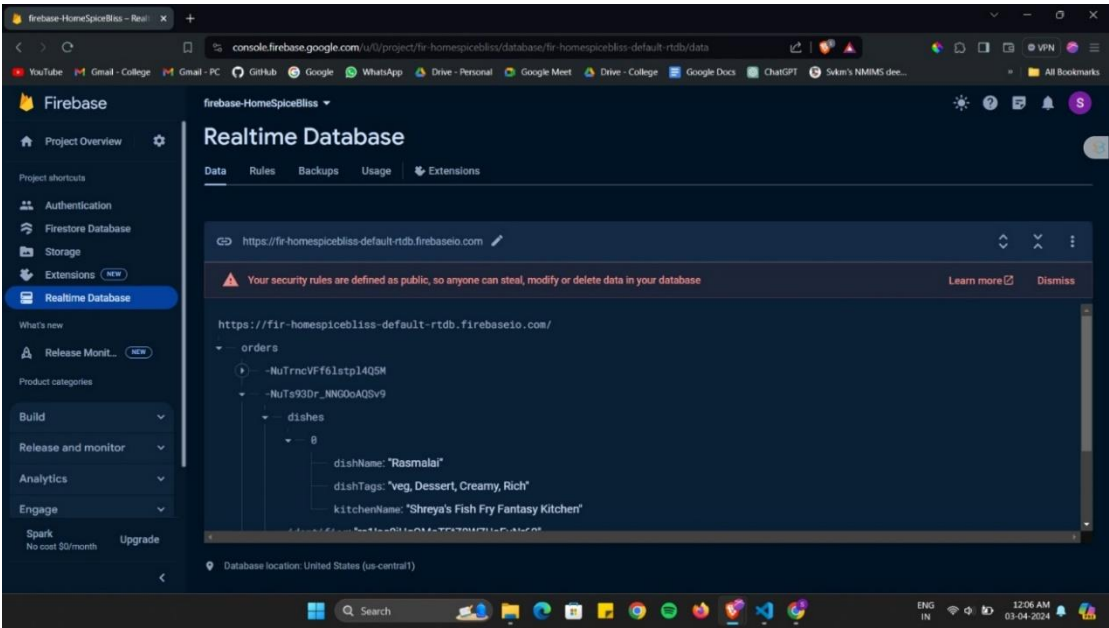 firebase-HomeSpiceBliss – Real
console.firebase.google.com/u/0/project/fir-homespicebliss/database/fir-homespicebliss-default-rtdb/data
VPN
YouTube Gmail - College Gmail - PC GitHub Google WhatsApp Drive - Personal Google Meet Drive - College Google Docs ChatGPT Svkm's NMIMS dee... » All Bookmarks
Firebase
firebase-HomeSpiceBliss
S
Project Overview
Realtime Database
Data Rules Backups Usage Extensions
Project shortcuts
Authentication
Firestore Database
Storage
Extensions NEW
Realtime Database
What's new
Release Monit... NEW
Product categories
Build
Release and monitor
Analytics
Engage
Spark
No cost $0/month
Upgrade
https://fir-homespicebliss-default-rtdb.firebaseio.com
Your security rules are defined as public, so anyone can steal, modify or delete data in your database Learn more Dismiss
https://fir-homespicebliss-default-rtdb.firebaseio.com/
orders
-NuTrncVFf6lstpl4Q5M
-NuTs93Dr_NNGOoAQSv9
dishes
0
dishName: "Rasmalai"
dishTags: "veg, Dessert, Creamy, Rich"
kitchenName: "Shreya's Fish Fry Fantasy Kitchen"
Database location: United States (us-central1)
Search
ENG
IN
12:06 AM
03-04-2024